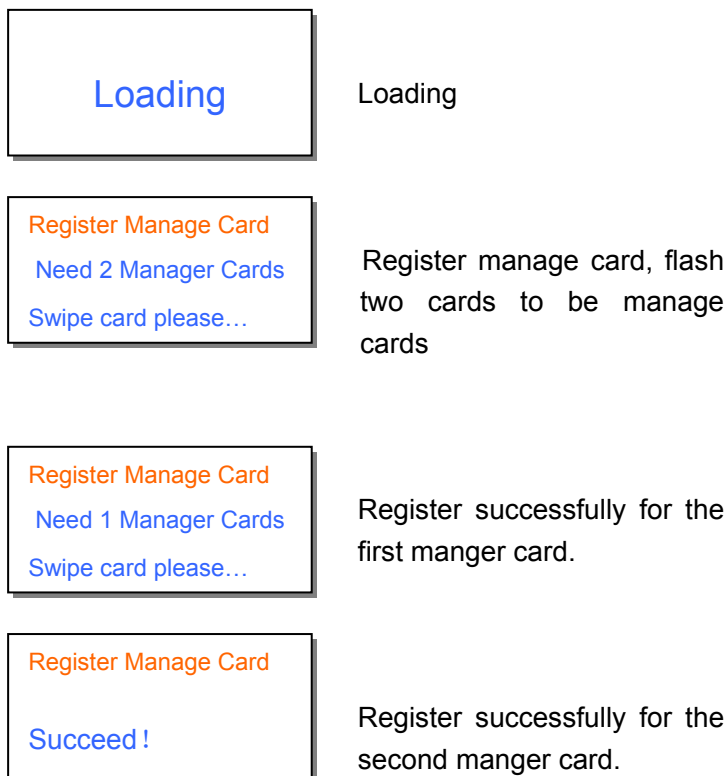 Loading
Loading
Register Manage Card
Need 2 Manager Cards
Swipe card please…
Register manage card, flash
two cards to be manage
cards
Register Manage Card
Need 1 Manager Cards
Swipe card please…
Register successfully for the
first manger card.
Register Manage Card
Succeed！
Register successfully for the
second manger card.